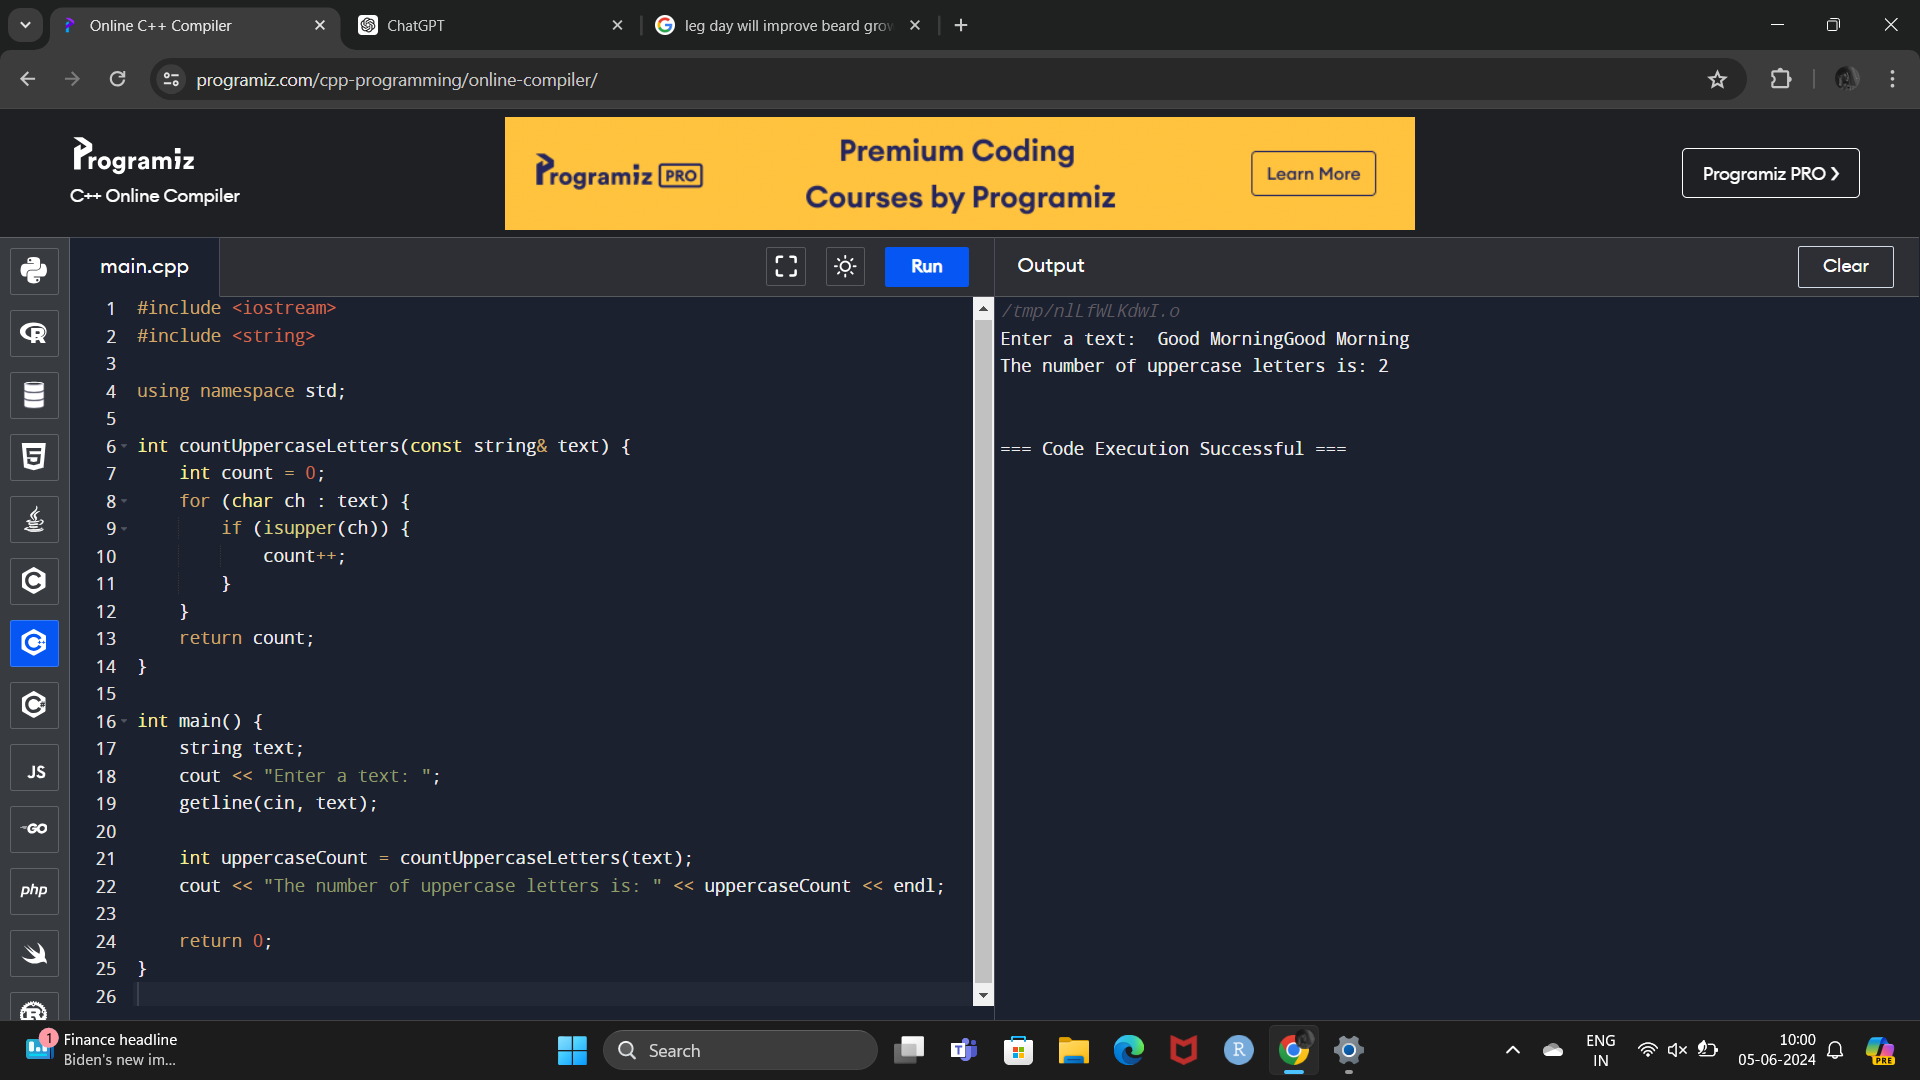 Online C++ Compiler
ChatGPT
leg day will improve beard grow
programiz.com/cpp-programming/online-compiler/
Programiz
C++ Online Compiler
Programiz PRO
Premium Coding
Courses by Programiz
Learn More
Programiz PRO
main.cpp
Run
Output
Clear
1 #include <iostream>
2 #include <string>
3
4 using namespace std;
5
6 int countUppercaseLetters(const string& text) {
7     int count = 0;
8     for (char ch : text) {
9         if (isupper(ch)) {
10             count++;
11         }
12     }
13     return count;
14 }
15
16 int main() {
17     string text;
18     cout << "Enter a text: ";
19     getline(cin, text);
20
21     int uppercaseCount = countUppercaseLetters(text);
22     cout << "The number of uppercase letters is: " << uppercaseCount << endl;
23
24     return 0;
25 }
26
/tmp/nlLfWLKdwI.o
Enter a text:  Good MorningGood Morning
The number of uppercase letters is: 2
=== Code Execution Successful ===
JS
GO
php
1
Finance headline
Biden's new im...
Search
ENG
IN
10:00
05-06-2024
PRE